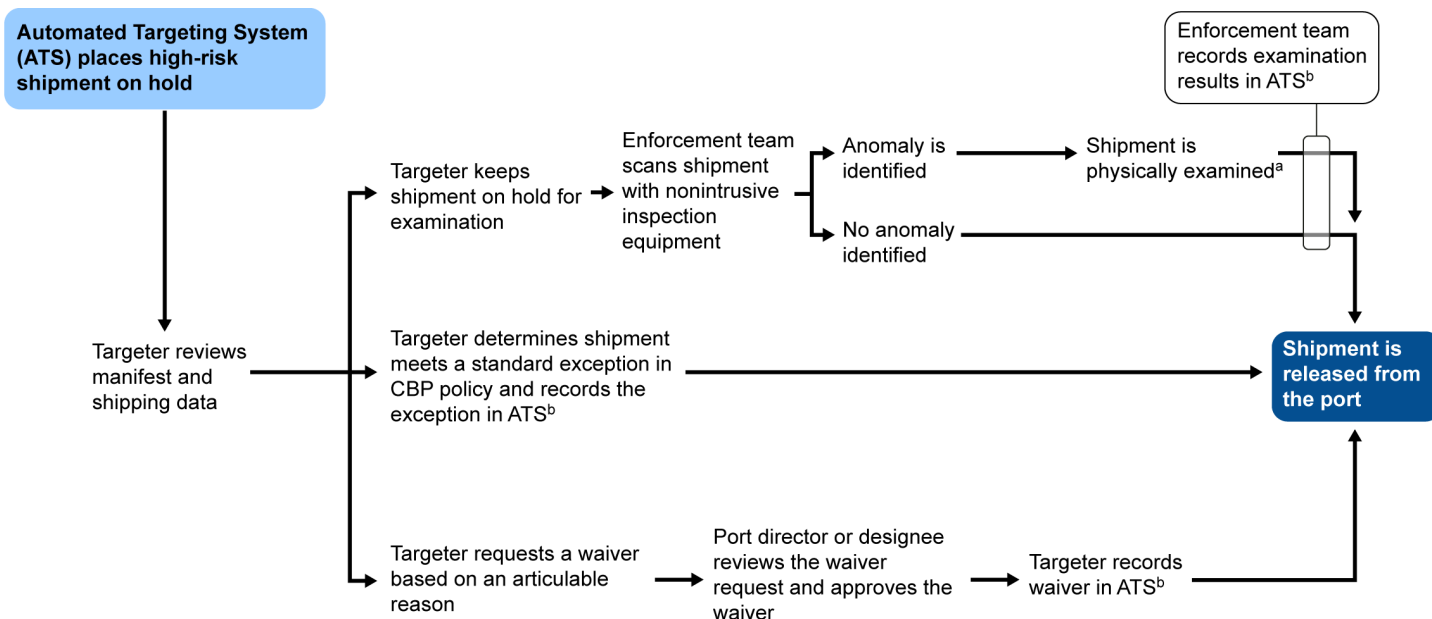 Automated Targeting System
(ATS) places high-risk
shipment on hold
Enforcement team
records examination
results in ATSb
Targeter keeps
shipment on hold for
examination
Enforcement team
scans shipment
with nonintrusive
inspection
equipment
Anomaly is
identified
Shipment is
physically examineda
No anomaly
identified
Targeter reviews
manifest and
shipping data
Targeter determines shipment
meets a standard exception in
CBP policy and records the
exception in ATSb
Shipment is
released from
the port
Targeter requests a waiver
based on an articulable
reason
Port director or designee
reviews the waiver
request and approves the
waiver
Targeter records
waiver in ATSb